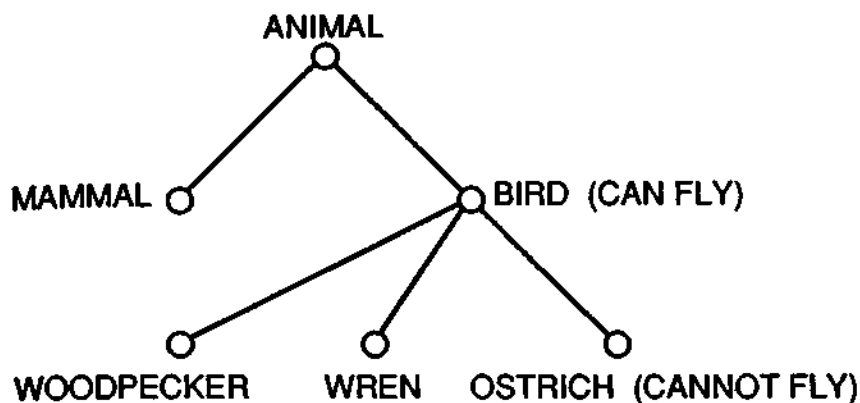 ANIMAL
MAMMAL
BIRD (CAN FLY)
WOODPECKER
WREN
OSTRICH (CANNOT FLY)